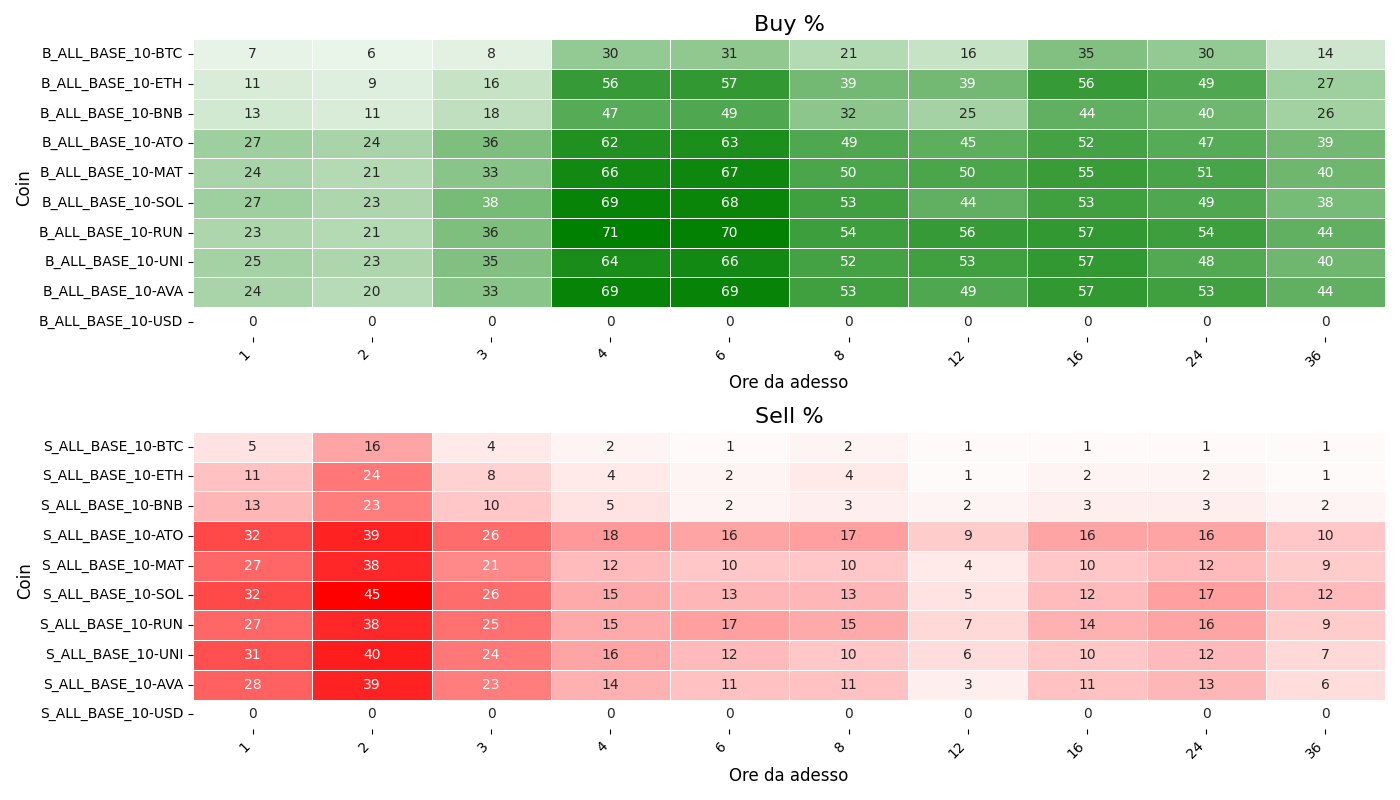 Buy %
Coin
B_ALL_BASE_10-BTC 7 6 8 30 31 21 16 35 30 14
B_ALL_BASE_10-ETH 11 9 16 56 57 39 39 56 49 27
B_ALL_BASE_10-BNB 13 11 18 47 49 32 25 44 40 26
B_ALL_BASE_10-ATO 27 24 36 62 63 49 45 52 47 39
B_ALL_BASE_10-MAT 24 21 33 66 67 50 50 55 51 40
B_ALL_BASE_10-SOL 27 23 38 69 68 53 44 53 49 38
B_ALL_BASE_10-RUN 23 21 36 71 70 54 56 57 54 44
B_ALL_BASE_10-UNI 25 23 35 64 66 52 53 57 48 40
B_ALL_BASE_10-AVA 24 20 33 69 69 53 49 57 53 44
B_ALL_BASE_10-USD 0 0 0 0 0 0 0 0 0 0
1 2 3 4 6 8 12 16 24 36
Ore da adesso
Sell %
Coin
S_ALL_BASE_10-BTC 5 16 4 2 1 2 1 1 1 1
S_ALL_BASE_10-ETH 11 24 8 4 2 4 1 2 2 1
S_ALL_BASE_10-BNB 13 23 10 5 2 3 2 3 3 2
S_ALL_BASE_10-ATO 32 39 26 18 16 17 9 16 16 10
S_ALL_BASE_10-MAT 27 38 21 12 10 10 4 10 12 9
S_ALL_BASE_10-SOL 32 45 26 15 13 13 5 12 17 12
S_ALL_BASE_10-RUN 27 38 25 15 17 15 7 14 16 9
S_ALL_BASE_10-UNI 31 40 24 16 12 10 6 10 12 7
S_ALL_BASE_10-AVA 28 39 23 14 11 11 3 11 13 6
S_ALL_BASE_10-USD 0 0 0 0 0 0 0 0 0 0
1 2 3 4 6 8 12 16 24 36
Ore da adesso